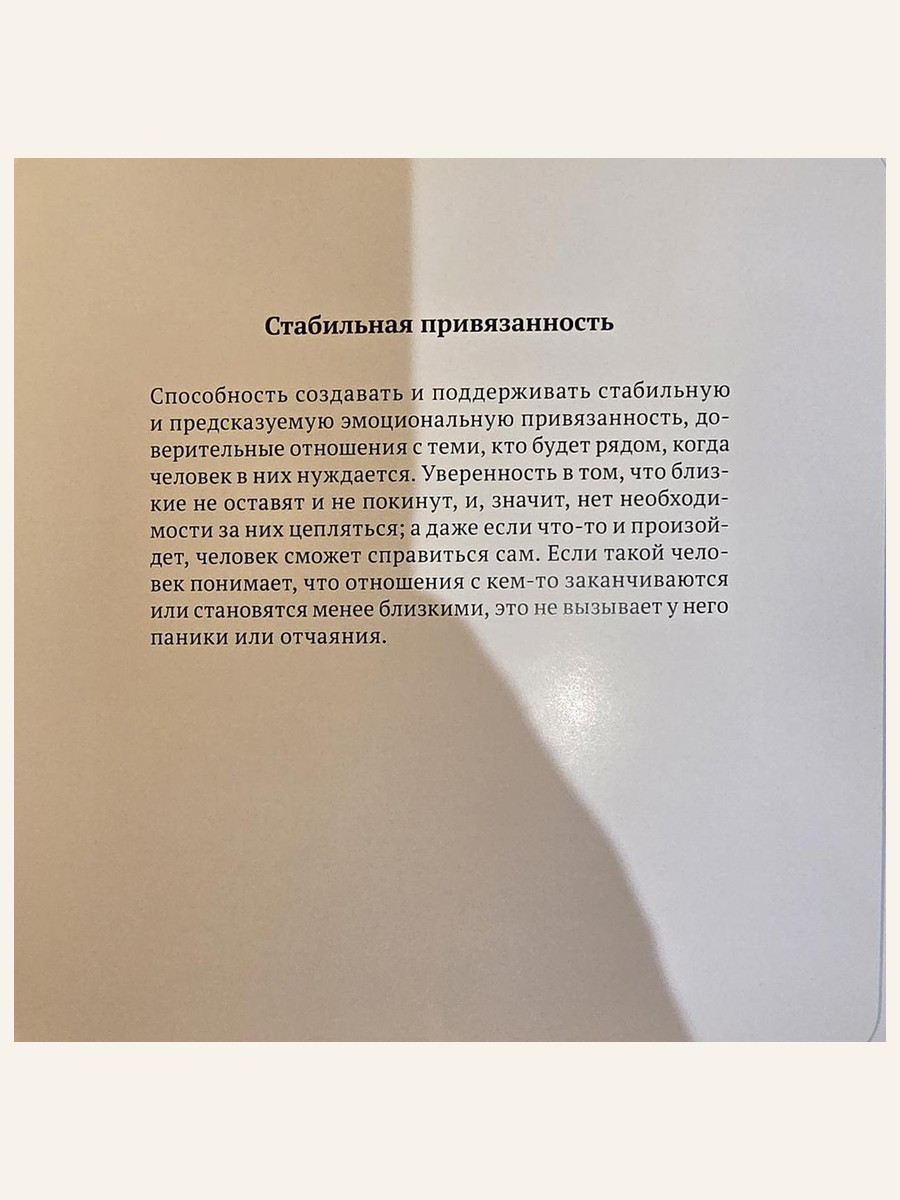 Стабильная привязанность
Способность создавать и поддерживать стабильную
и предсказуемую эмоциональную привязанность, до-
верительные отношения с теми, кто будет рядом, когда
человек в них нуждается. Уверенность в том, что близ-
кие не оставят и не покинут, и, значит, нет необходи-
мости за них цепляться; а даже если что-то и произой-
дет, человек сможет справиться сам. Если такой чело-
век понимает, что отношения с кем-то заканчиваются
или становятся менее близкими, это не вызывает у него
паники или отчаяния.